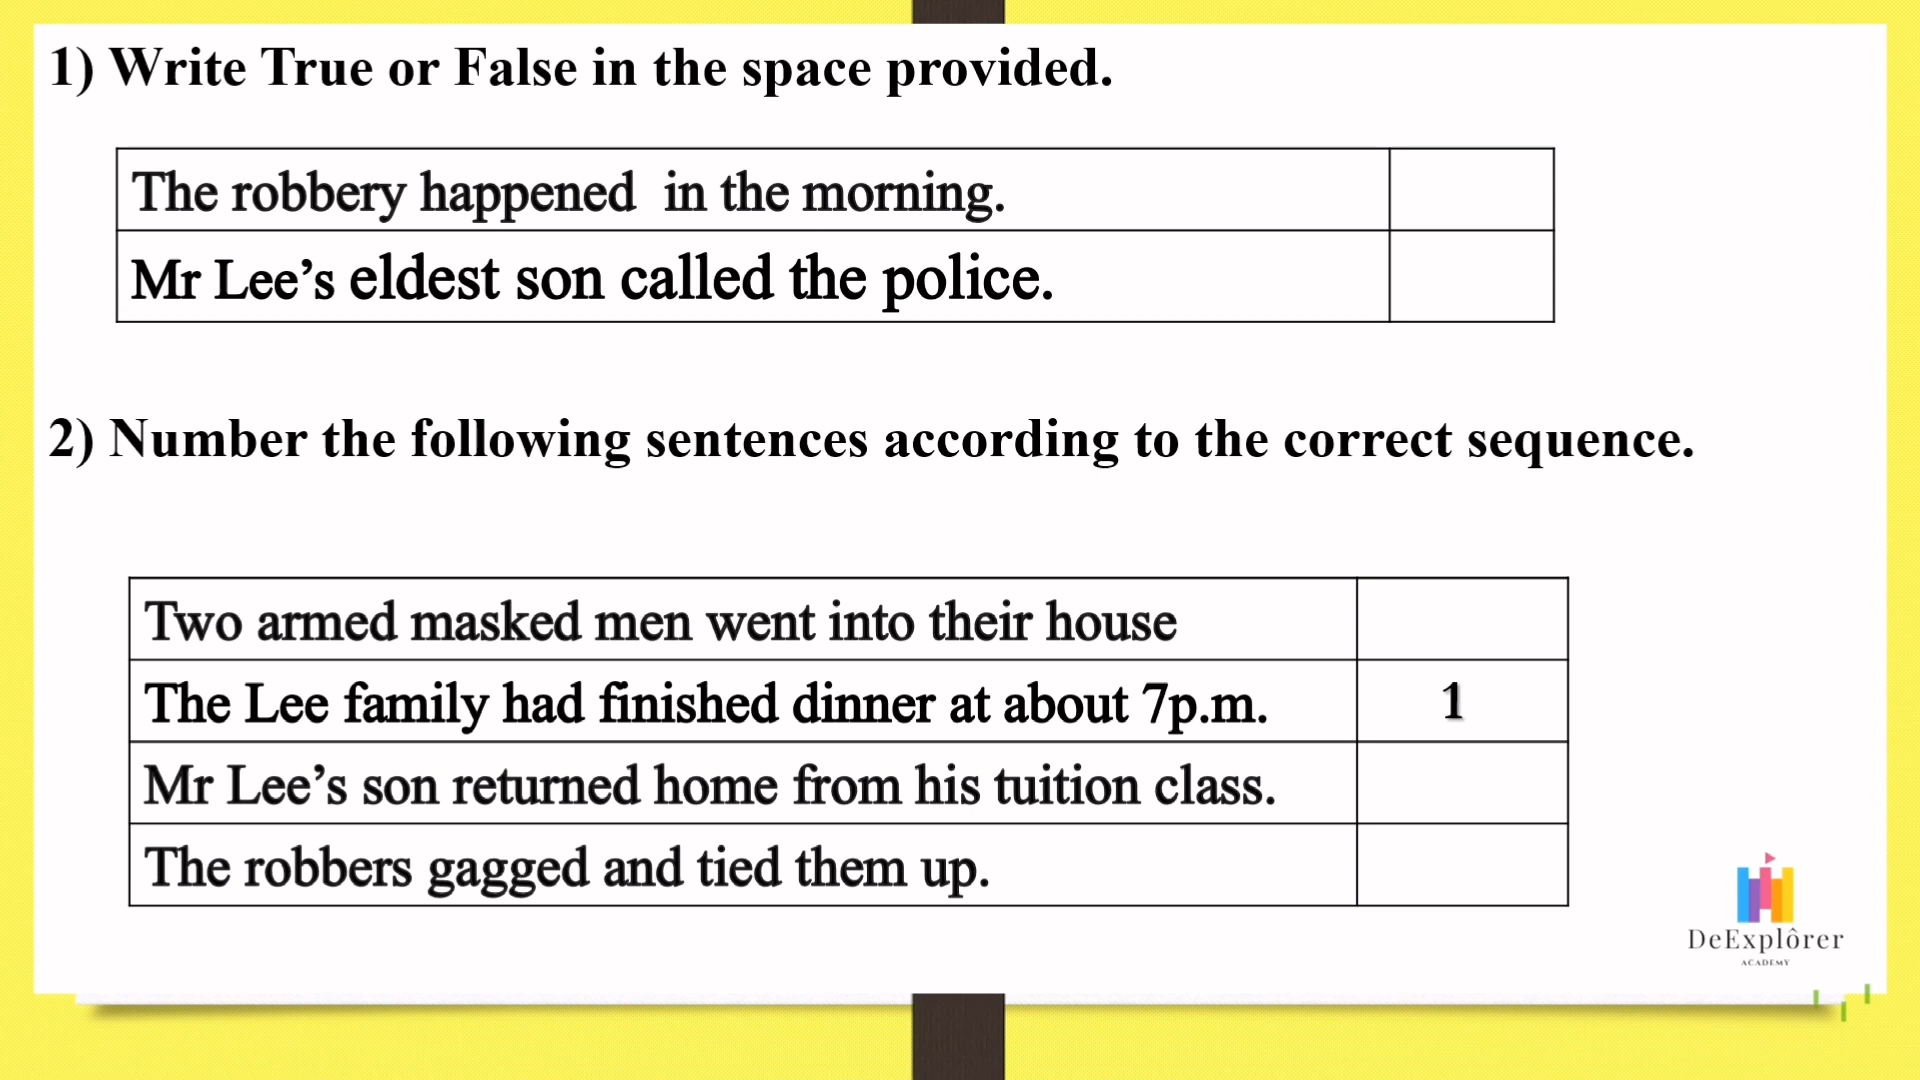 1) Write True or False in the space provided.
The robbery happened in the morning.
Mr Lee’s eldest son called the police.
2) Number the following sentences according to the correct sequence.
Two armed masked men went into their house
The Lee family had finished dinner at about 7p.m. 1
Mr Lee’s son returned home from his tuition class.
The robbers gagged and tied them up.
DeExplôrer
ACADEMY